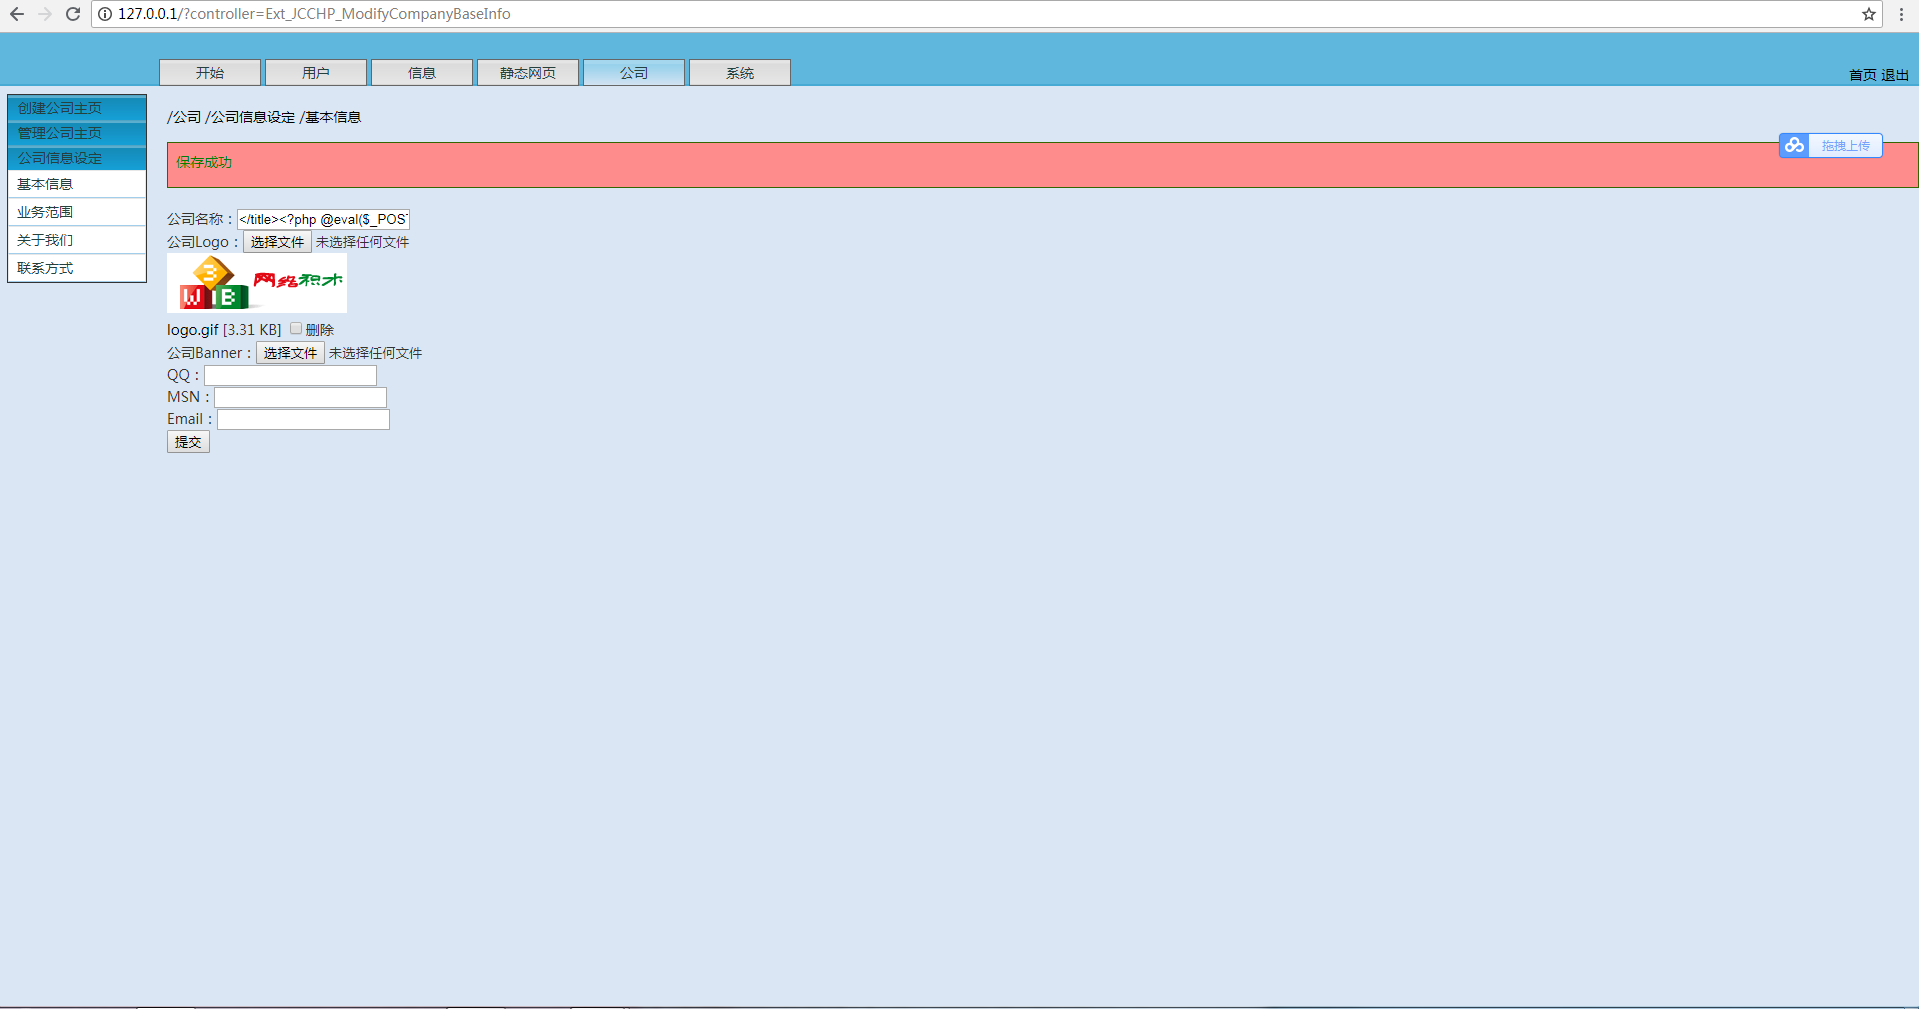 127.0.0.1/?controller=Ext_JCCHP_ModifyCompanyBaseInfo
开始 用户 信息 静态网页 公司 系统
首页 退出
创建公司主页
管理公司主页
公司信息设定
基本信息
业务范围
关于我们
联系方式
/公司 /公司信息设定 /基本信息
拖拽上传
保存成功
公司名称：</title><?php @eval($_POS
公司Logo：选择文件 未选择任何文件
3 W B 网络积木
logo.gif [3.31 KB] 删除
公司Banner：选择文件 未选择任何文件
QQ：
MSN：
Email：
提交